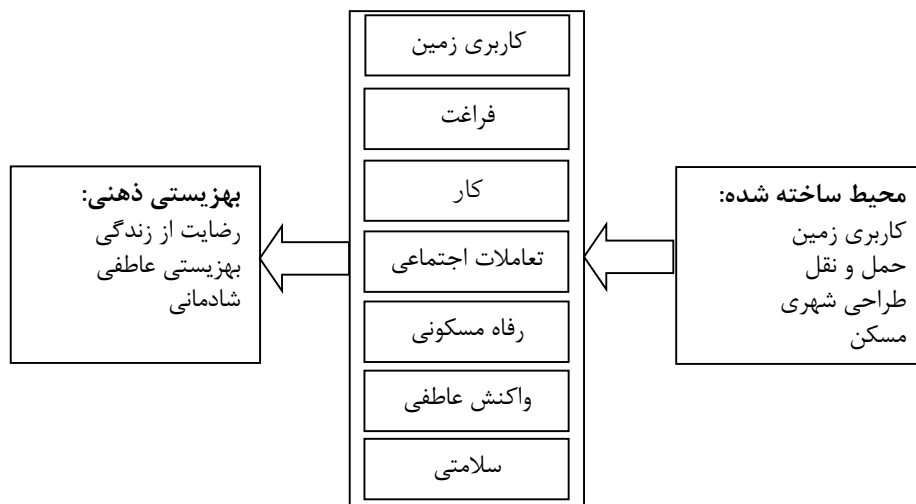 محیط ساخته شده:
کاربری زمین
حمل و نقل
طراحی شهری
مسکن
کاربری زمین
فراغت
کار
تعاملات اجتماعی
رفاه مسکونی
واکنش عاطفی
سلامتی
بهزیستی ذهنی:
رضایت از زندگی
بهزیستی عاطفی
شادمانی